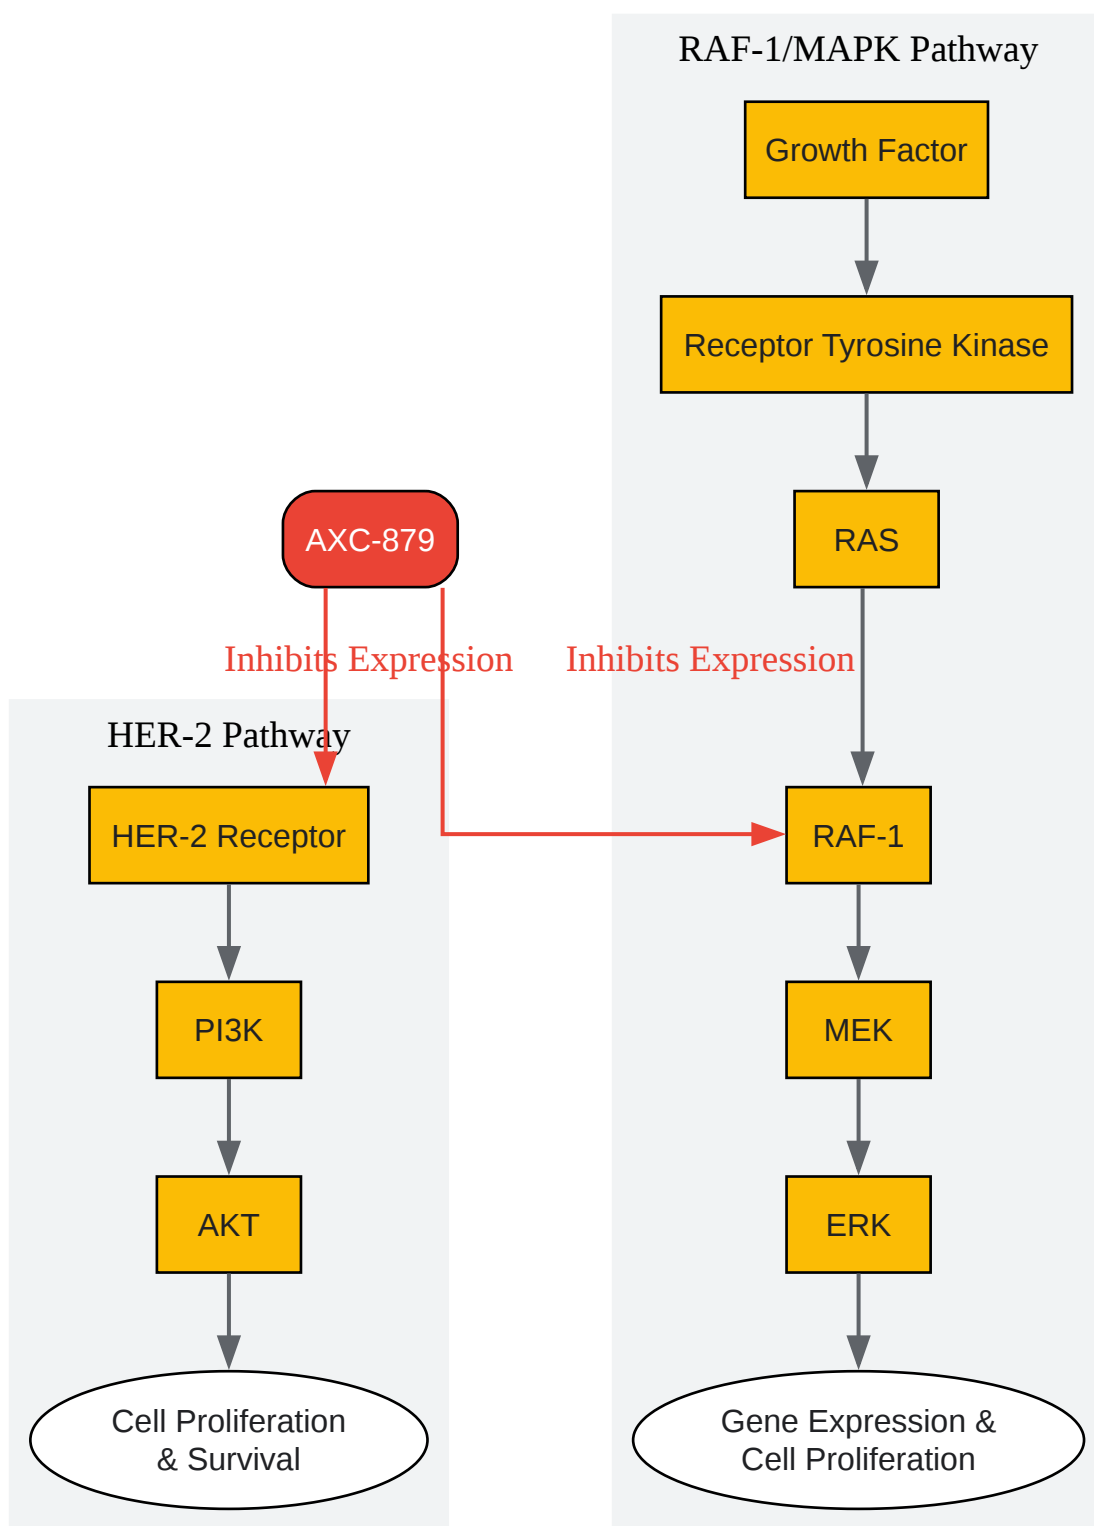 RAF-1/MAPK Pathway
Growth Factor
Receptor Tyrosine Kinase
AXC-879
RAS
Inhibits Expression
Inhibits Expression
HER-2 Pathway
HER-2 Receptor
RAF-1
PI3K
MEK
AKT
ERK
Cell Proliferation
& Survival
Gene Expression &
Cell Proliferation